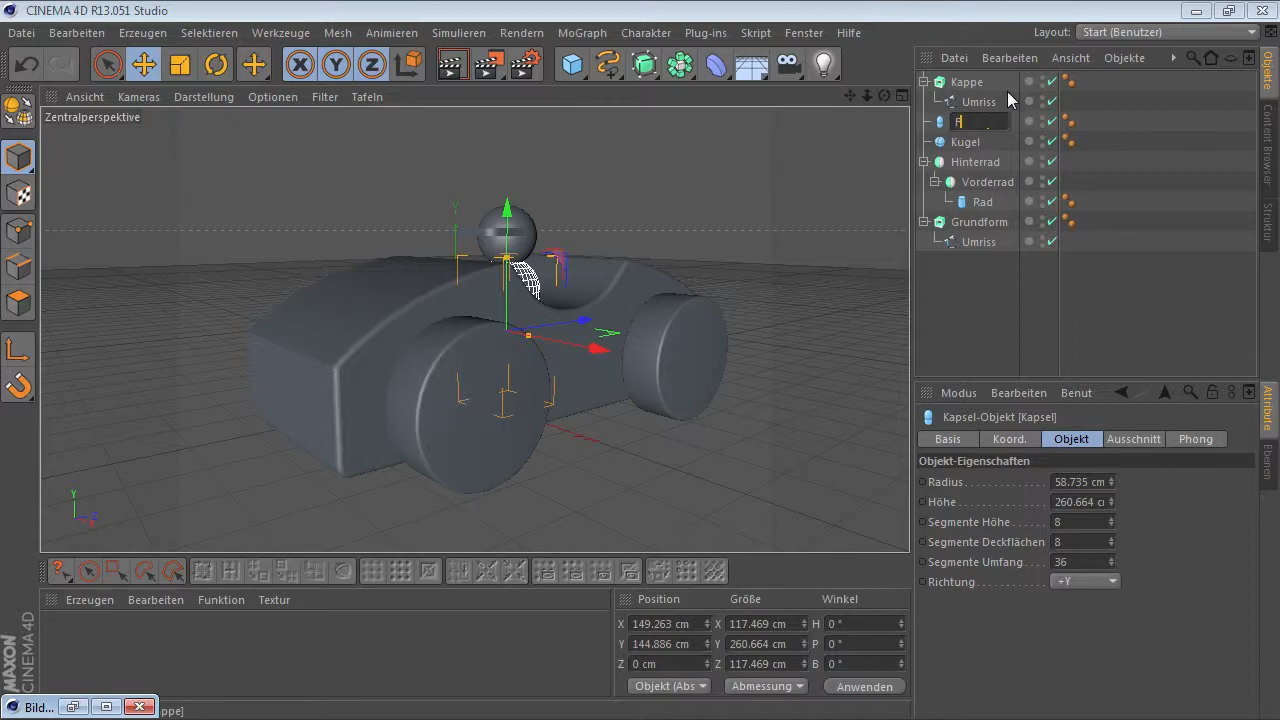 CINEMA 4D R13.051 Studio
Datei Bearbeiten Erzeugen Selektieren Werkzeuge Mesh Animieren Simulieren Rendern MoGraph Charakter Plug-ins Skript Fenster Hilfe Layout: Start (Benutzer)
Datei Bearbeiten Ansicht Objekte
Ansicht Kameras Darstellung Optionen Filter Tafeln
Zentralperspektive
Kappe
Umriss
F
Kugel
Hinterrad
Vorderrad
Rad
Grundform
Umriss
Objekte
Content Browser
Struktur
Y
Y
Z
X
Modus Bearbeiten Benut
Kapsel-Objekt [Kapsel]
Basis Koord. Objekt Ausschnitt Phong
Objekt-Eigenschaften
Radius 58.735 cm
Höhe 260.664 cm
Segmente Höhe 8
Segmente Deckflächen 8
Segmente Umfang 36
Richtung +Y
Attribute
Ebenen
Erzeugen Bearbeiten Funktion Textur
Position Größe Winkel
X 149.263 cm X 117.469 cm H 0 °
Y 144.886 cm Y 260.664 cm P 0 °
Z 0 cm Z 117.469 cm B 0 °
Objekt (Abs Abmessung Anwenden
MAXON
CINEMA 4D
Bild...
ppe]